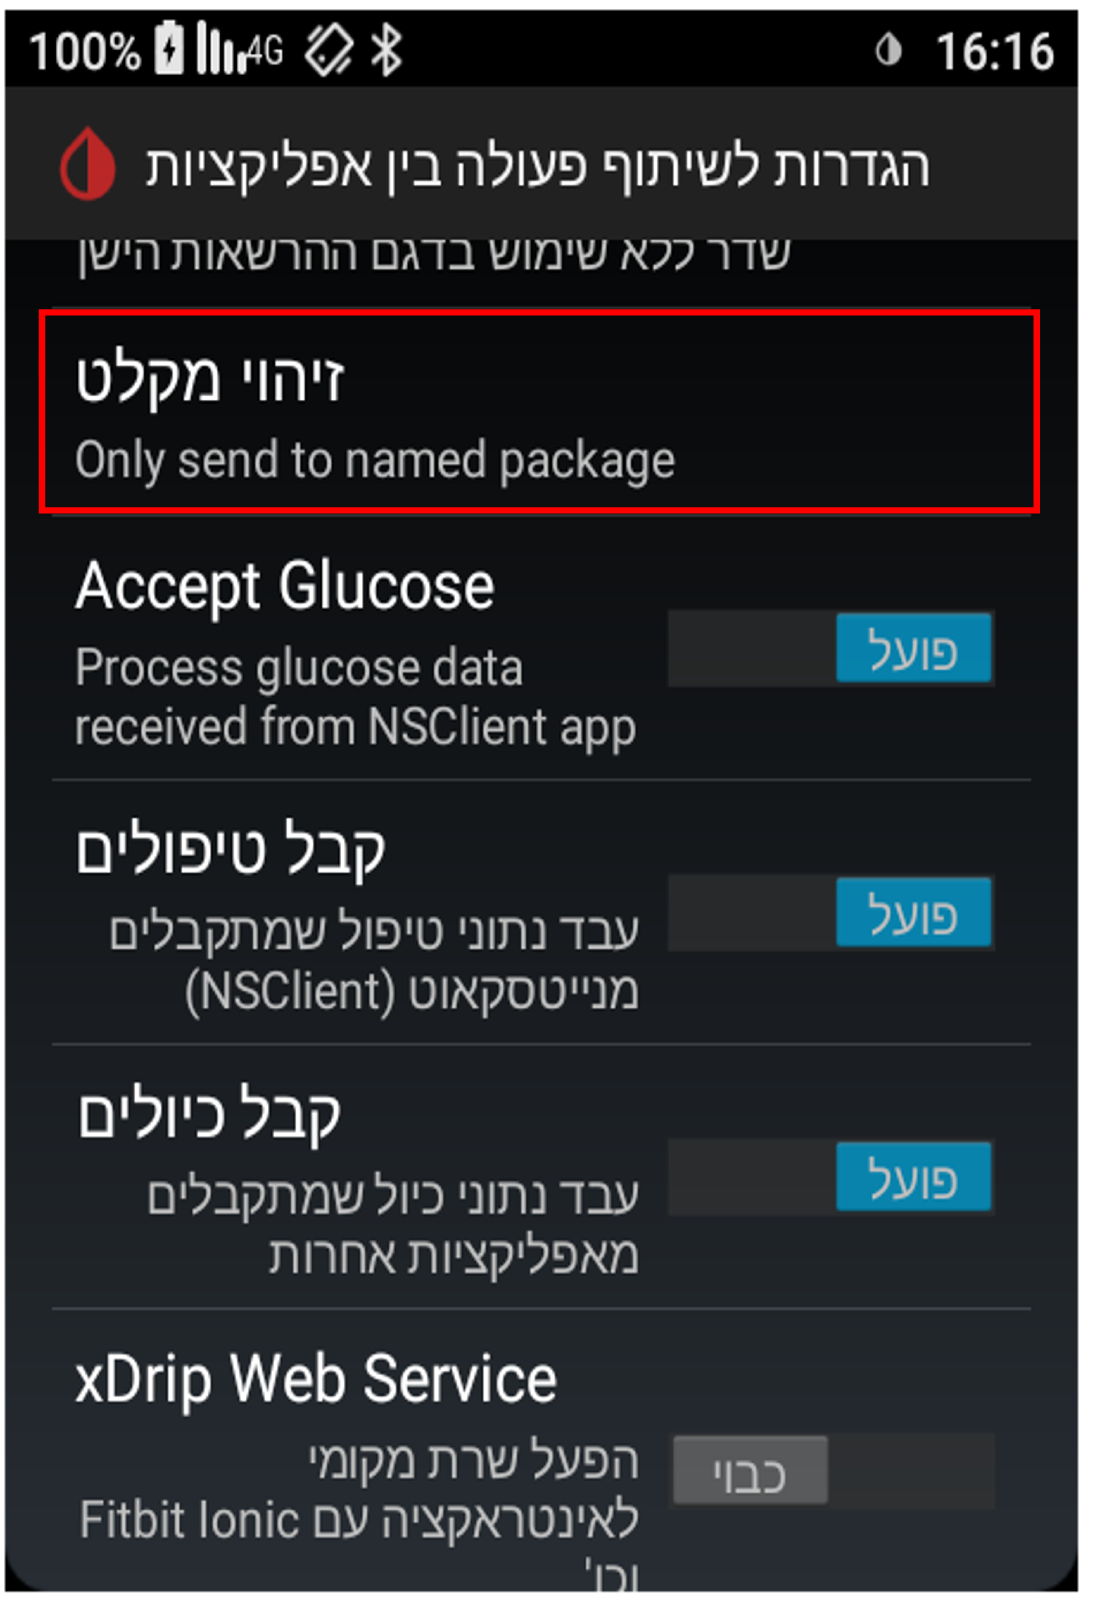 100% 4G 16:16
הגדרות לשיתוף פעולה בין אפליקציות
שדר ללא שימוש בדגם ההרשאות הישן
זיהוי מקלט
Only send to named package
Accept Glucose
Process glucose data
received from NSClient app
פועל
קבל טיפולים
עבד נתוני טיפול שמתקבלים
מנייטסקאוט (NSClient)
פועל
קבל כיולים
עבד נתוני כיול שמתקבלים
מאפליקציות אחרות
פועל
xDrip Web Service
הפעל שרת מקומי
לאינטראקציה עם Fitbit Ionic
וכו'
כבוי